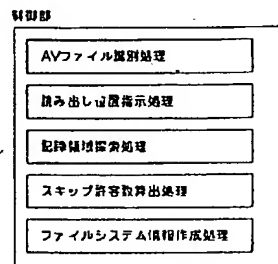 制御部
AVファイル識別処理
読み出し位置指示処理
記録領域探索処理
スキップ許容数算出処理
ファイルシステム情報作成処理